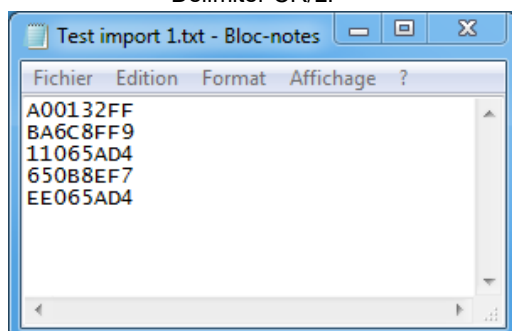 Delimiter CR/LF
Test import 1.txt - Bloc-notes
Fichier Edition Format Affichage ?
A00132FF
BA6C8FF9
11065AD4
650B8EF7
EE065AD4